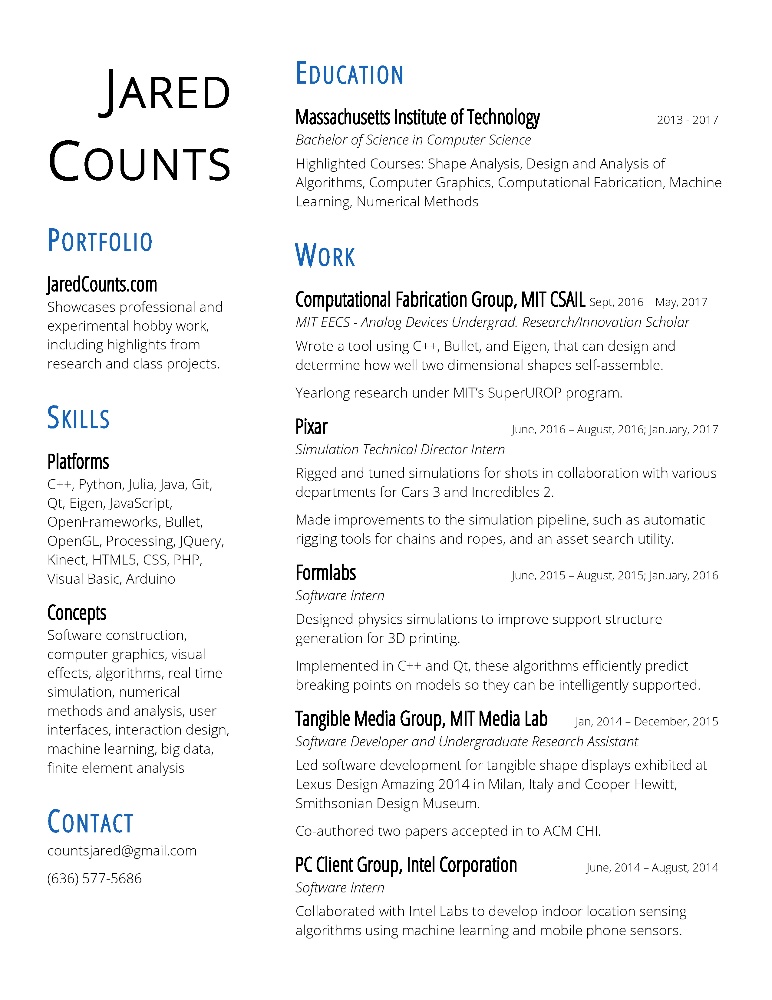 JARED
COUNTS
PORTFOLIO
JaredCounts.com
Showcases professional and
experimental hobby work,
including highlights from
research and class projects.
SKILLS
Platforms
C++, Python, Julia, Java, Git,
Qt, Eigen, JavaScript,
OpenFrameworks, Bullet,
OpenGL, Processing, JQuery,
Kinect, HTML5, CSS, PHP,
Visual Basic, Arduino
Concepts
Software construction,
computer graphics, visual
effects, algorithms, real time
simulation, numerical
methods and analysis, user
interfaces, interaction design,
machine learning, big data,
finite element analysis
CONTACT
countsjared@gmail.com
(636) 577-5686
EDUCATION
Massachusetts Institute of Technology 2013 - 2017
Bachelor of Science in Computer Science
Highlighted Courses: Shape Analysis, Design and Analysis of
Algorithms, Computer Graphics, Computational Fabrication, Machine
Learning, Numerical Methods
WORK
Computational Fabrication Group, MIT CSAIL Sept, 2016 – May, 2017
MIT EECS - Analog Devices Undergrad. Research/Innovation Scholar
Wrote a tool using C++, Bullet, and Eigen, that can design and
determine how well two dimensional shapes self-assemble.
Yearlong research under MIT's SuperUROP program.
Pixar June, 2016 – August, 2016; January, 2017
Simulation Technical Director Intern
Rigged and tuned simulations for shots in collaboration with various
departments for Cars 3 and Incredibles 2.
Made improvements to the simulation pipeline, such as automatic
rigging tools for chains and ropes, and an asset search utility.
Formlabs June, 2015 – August, 2015; January, 2016
Software Intern
Designed physics simulations to improve support structure
generation for 3D printing.
Implemented in C++ and Qt, these algorithms efficiently predict
breaking points on models so they can be intelligently supported.
Tangible Media Group, MIT Media Lab Jan, 2014 – December, 2015
Software Developer and Undergraduate Research Assistant
Led software development for tangible shape displays exhibited at
Lexus Design Amazing 2014 in Milan, Italy and Cooper Hewitt,
Smithsonian Design Museum.
Co-authored two papers accepted in to ACM CHI.
PC Client Group, Intel Corporation June, 2014 – August, 2014
Software Intern
Collaborated with Intel Labs to develop indoor location sensing
algorithms using machine learning and mobile phone sensors.